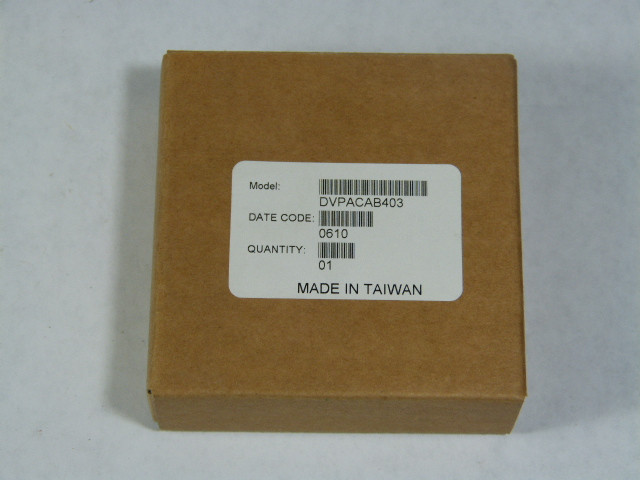 Model:
DVPACAB403
DATE CODE:
0610
QUANTITY:
01
MADE IN TAIWAN